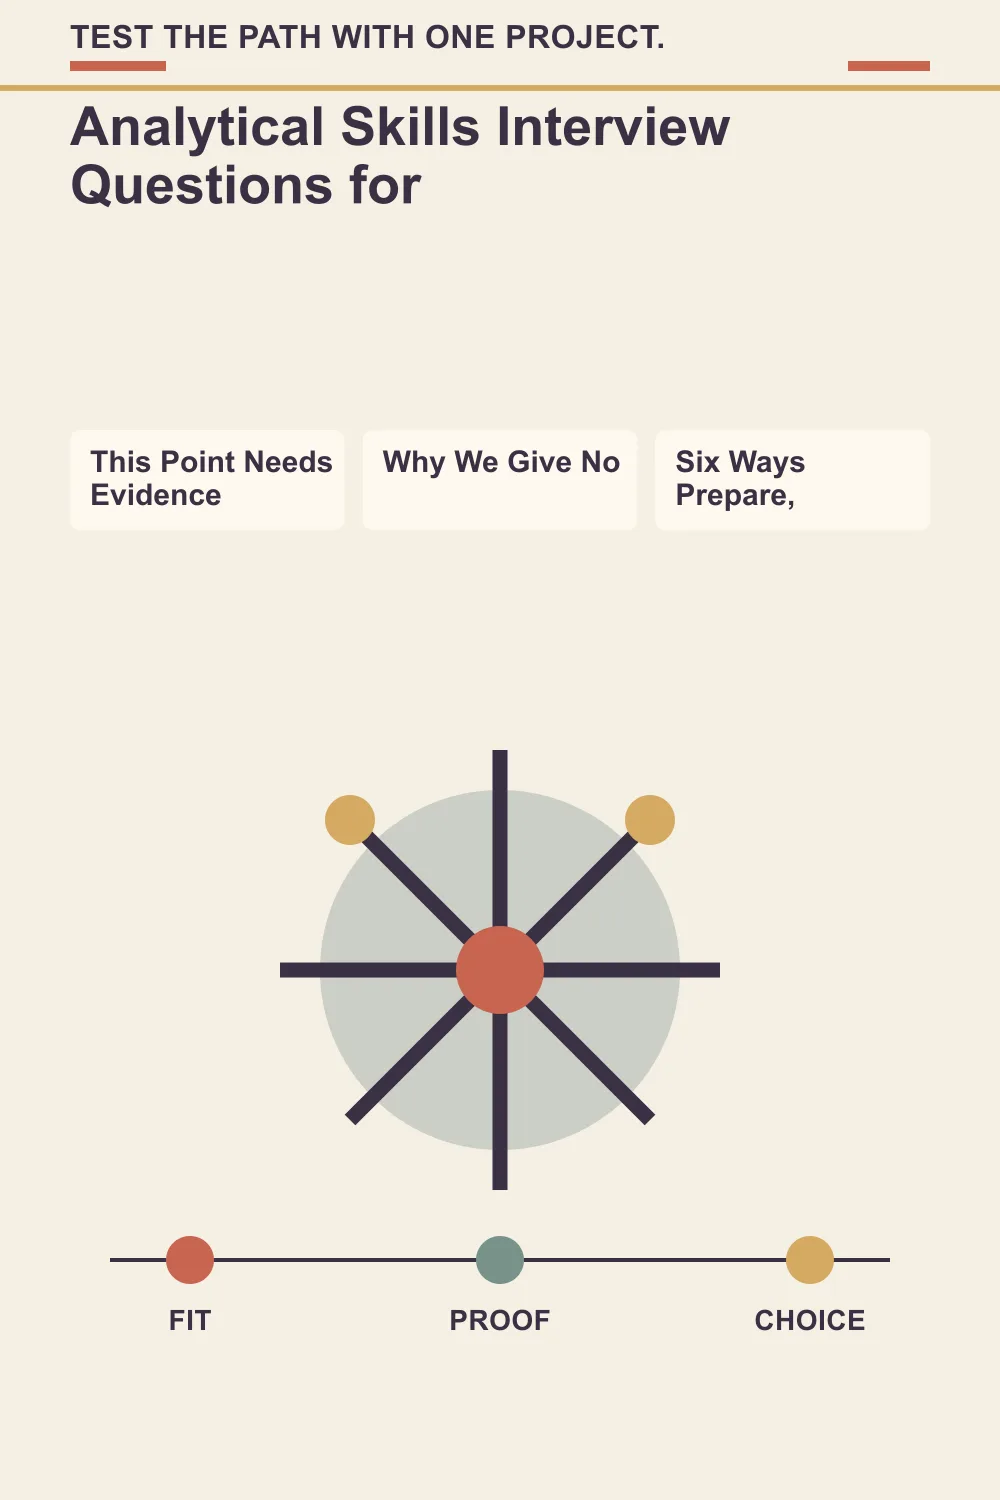 TEST THE PATH WITH ONE PROJECT.
Analytical Skills Interview
Questions for
This Point Needs
Evidence
Why We Give No
Six Ways
Prepare,
FIT
PROOF
CHOICE